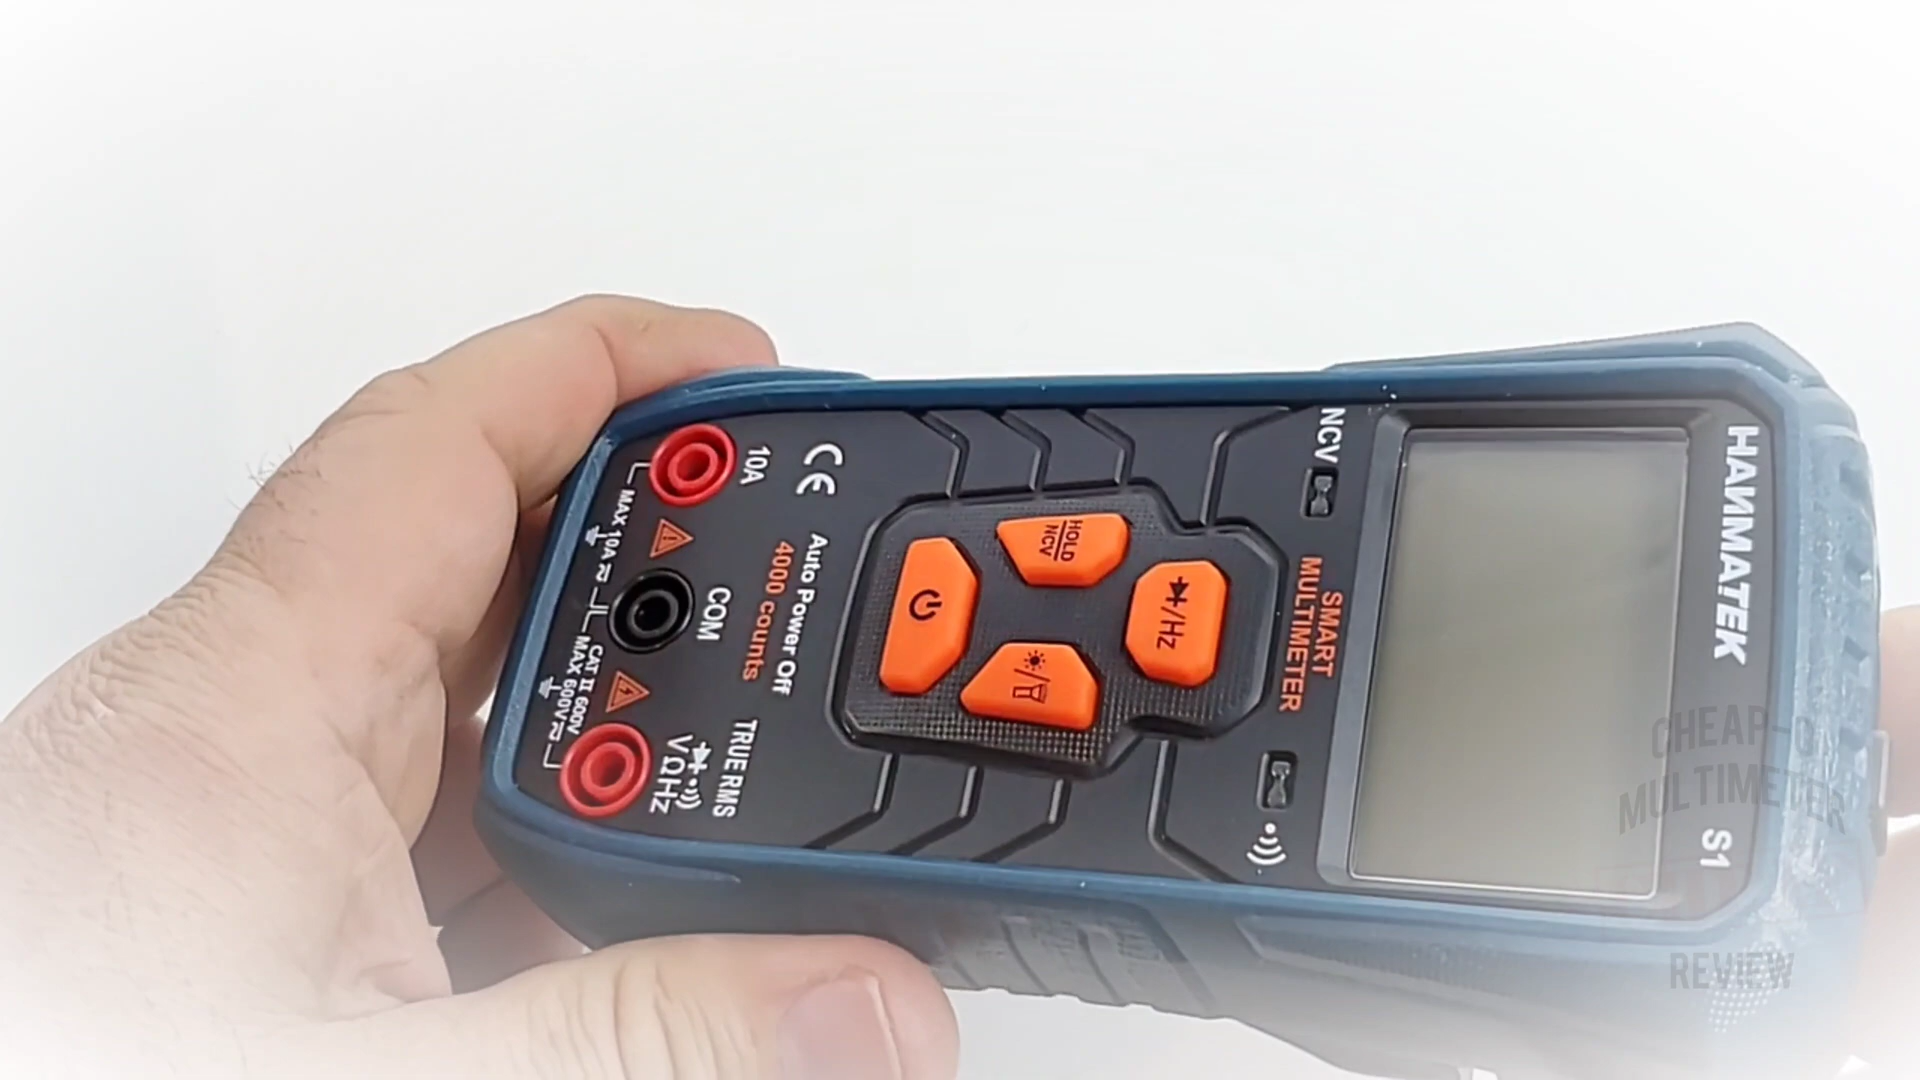 HANMATEK
S1
NCV
SMART
MULTIMETER
/Hz
HOLD
NCV
Auto Power Off
4000 counts
TRUE RMS
VΩHz
10A
COM
MAX 10A
CAT II 600V
MAX 600V
CE
CHEAP-O
MULTIMETER
REVIEW